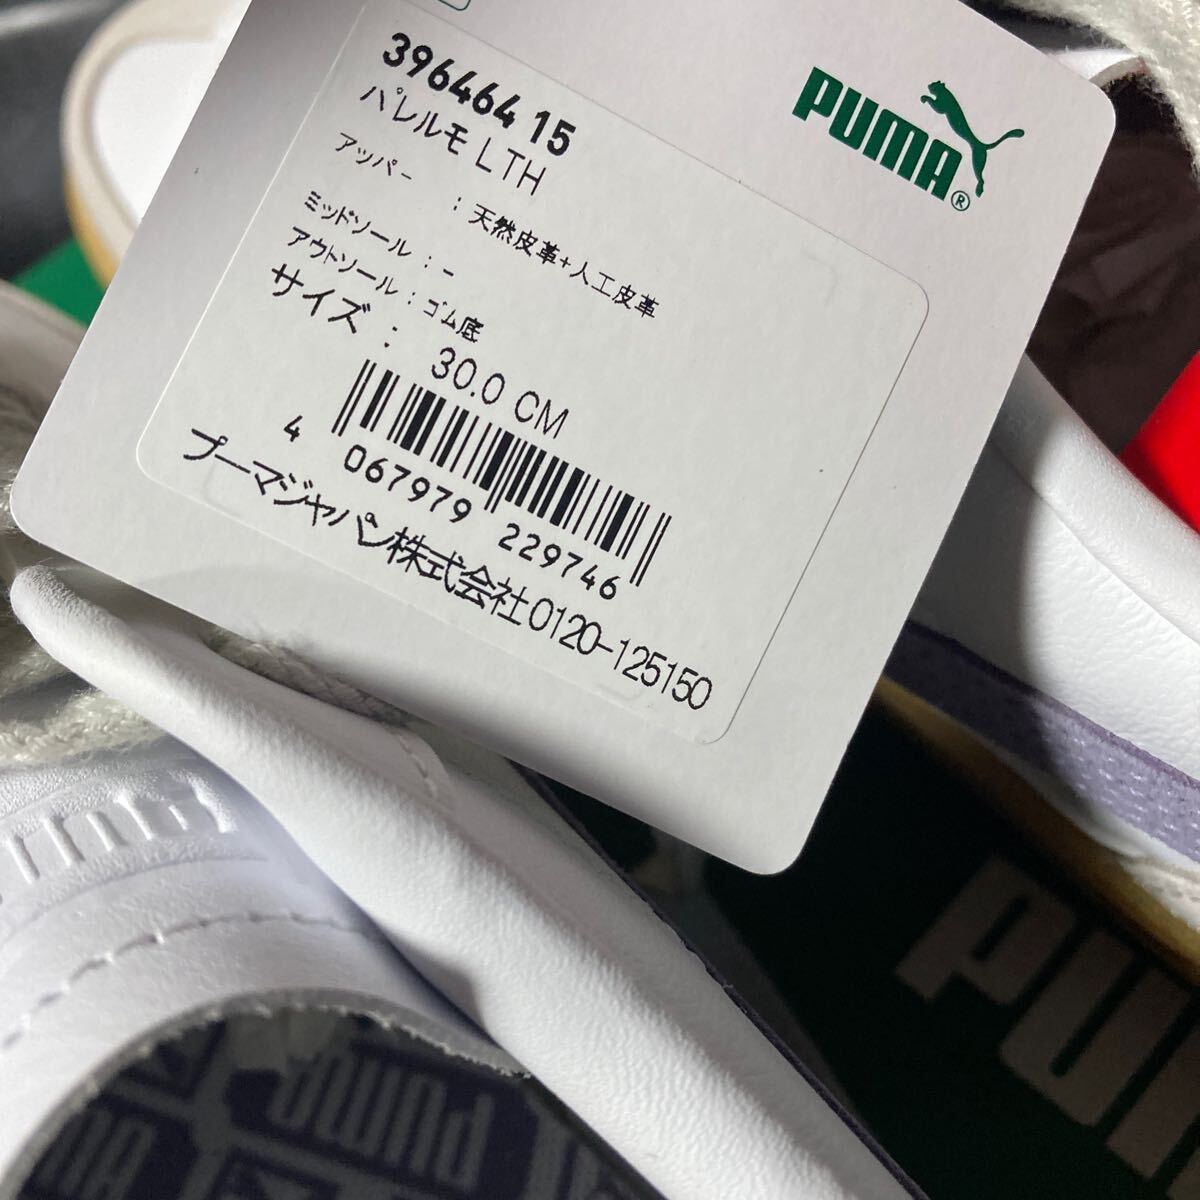 PUMA®
396464 15
パレルモ LTH
アッパー : 天然皮革+人工皮革
ミッドソール : -
アウトソール : ゴム底
サイズ : 30.0 CM
4 067979 229746
プーマジャパン株式会社0120-125150
PUMA